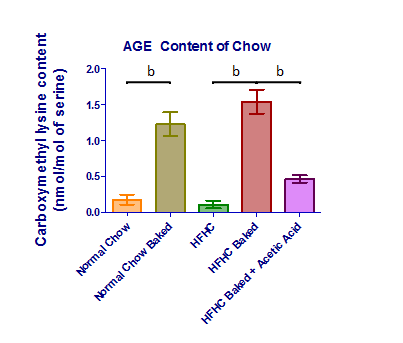 AGE Content of Chow
Carboxymethyl lysine content
(nmol/mol of serine)
2.0
1.5
1.0
0.5
0.0
b
b
b
Normal Chow
Normal Chow Baked
HFHC
HFHC Baked
HFHC Baked + Acetic Acid